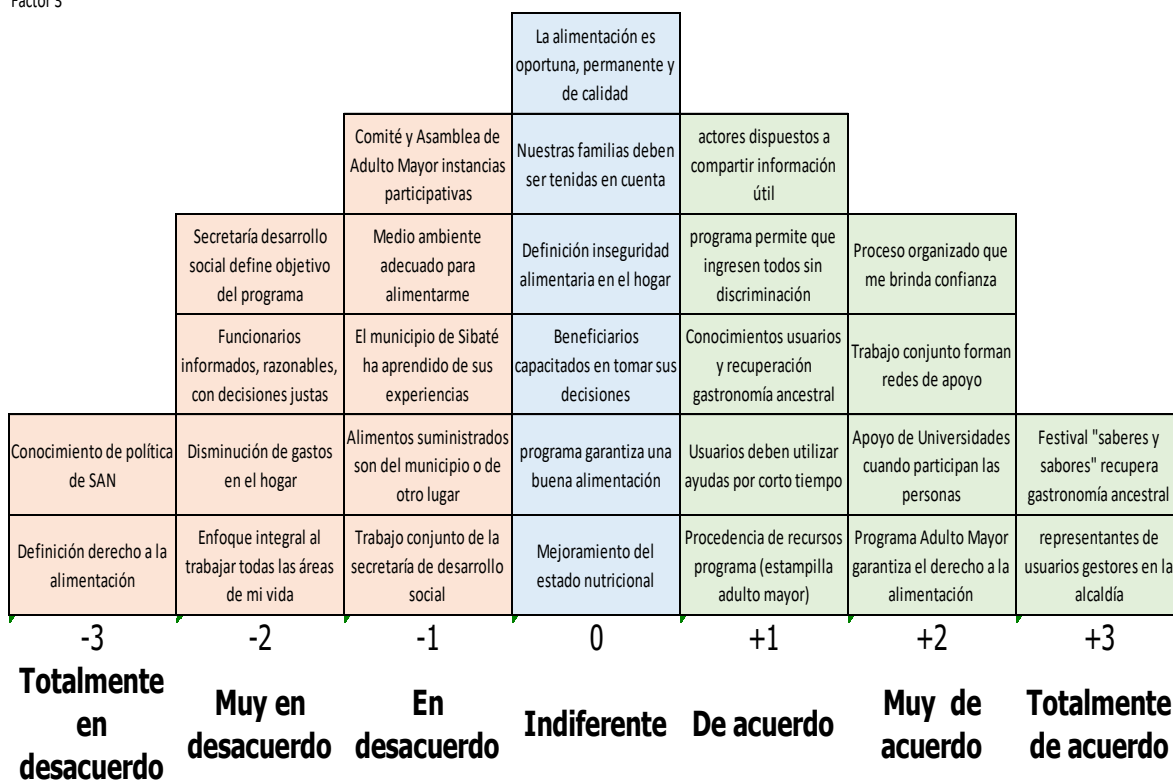 Factor 3
La alimentación es
oportuna, permanente y
de calidad
Comité y Asamblea de
Adulto Mayor instancias
participativas
Nuestras familias deben
ser tenidas en cuenta
actores dispuestos a
compartir información
útil
Secretaría desarrollo
social define objetivo
del programa
Medio ambiente
adecuado para
alimentarme
Definición inseguridad
alimentaria en el hogar
programa permite que
ingresen todos sin
discriminación
Proceso organizado que
me brinda confianza
Funcionarios
informados, razonables,
con decisiones justas
El municipio de Sibaté
ha aprendido de sus
experiencias
Beneficiarios
capacitados en tomar sus
decisiones
Conocimientos usuarios
y recuperación
gastronomía ancestral
Trabajo conjunto forman
redes de apoyo
Conocimiento de política
de SAN
Disminución de gastos
en el hogar
Alimentos suministrados
son del municipio o de
otro lugar
programa garantiza una
buena alimentación
Usuarios deben utilizar
ayudas por corto tiempo
Apoyo de Universidades
cuando participan las
personas
Festival "saberes y
sabores" recupera
gastronomía ancestral
Definición derecho a la
alimentación
Enfoque integral al
trabajar todas las áreas
de mi vida
Trabajo conjunto de la
secretaría de desarrollo
social
Mejoramiento del
estado nutricional
Procedencia de recursos
programa (estampilla
adulto mayor)
Programa Adulto Mayor
garantiza el derecho a la
alimentación
representantes de
usuarios gestores en la
alcaldía
-3
-2
-1
0
+1
+2
+3
Totalmente
en
desacuerdo
Muy en
desacuerdo
En
desacuerdo
Indiferente
De acuerdo
Muy de
acuerdo
Totalmente
de acuerdo